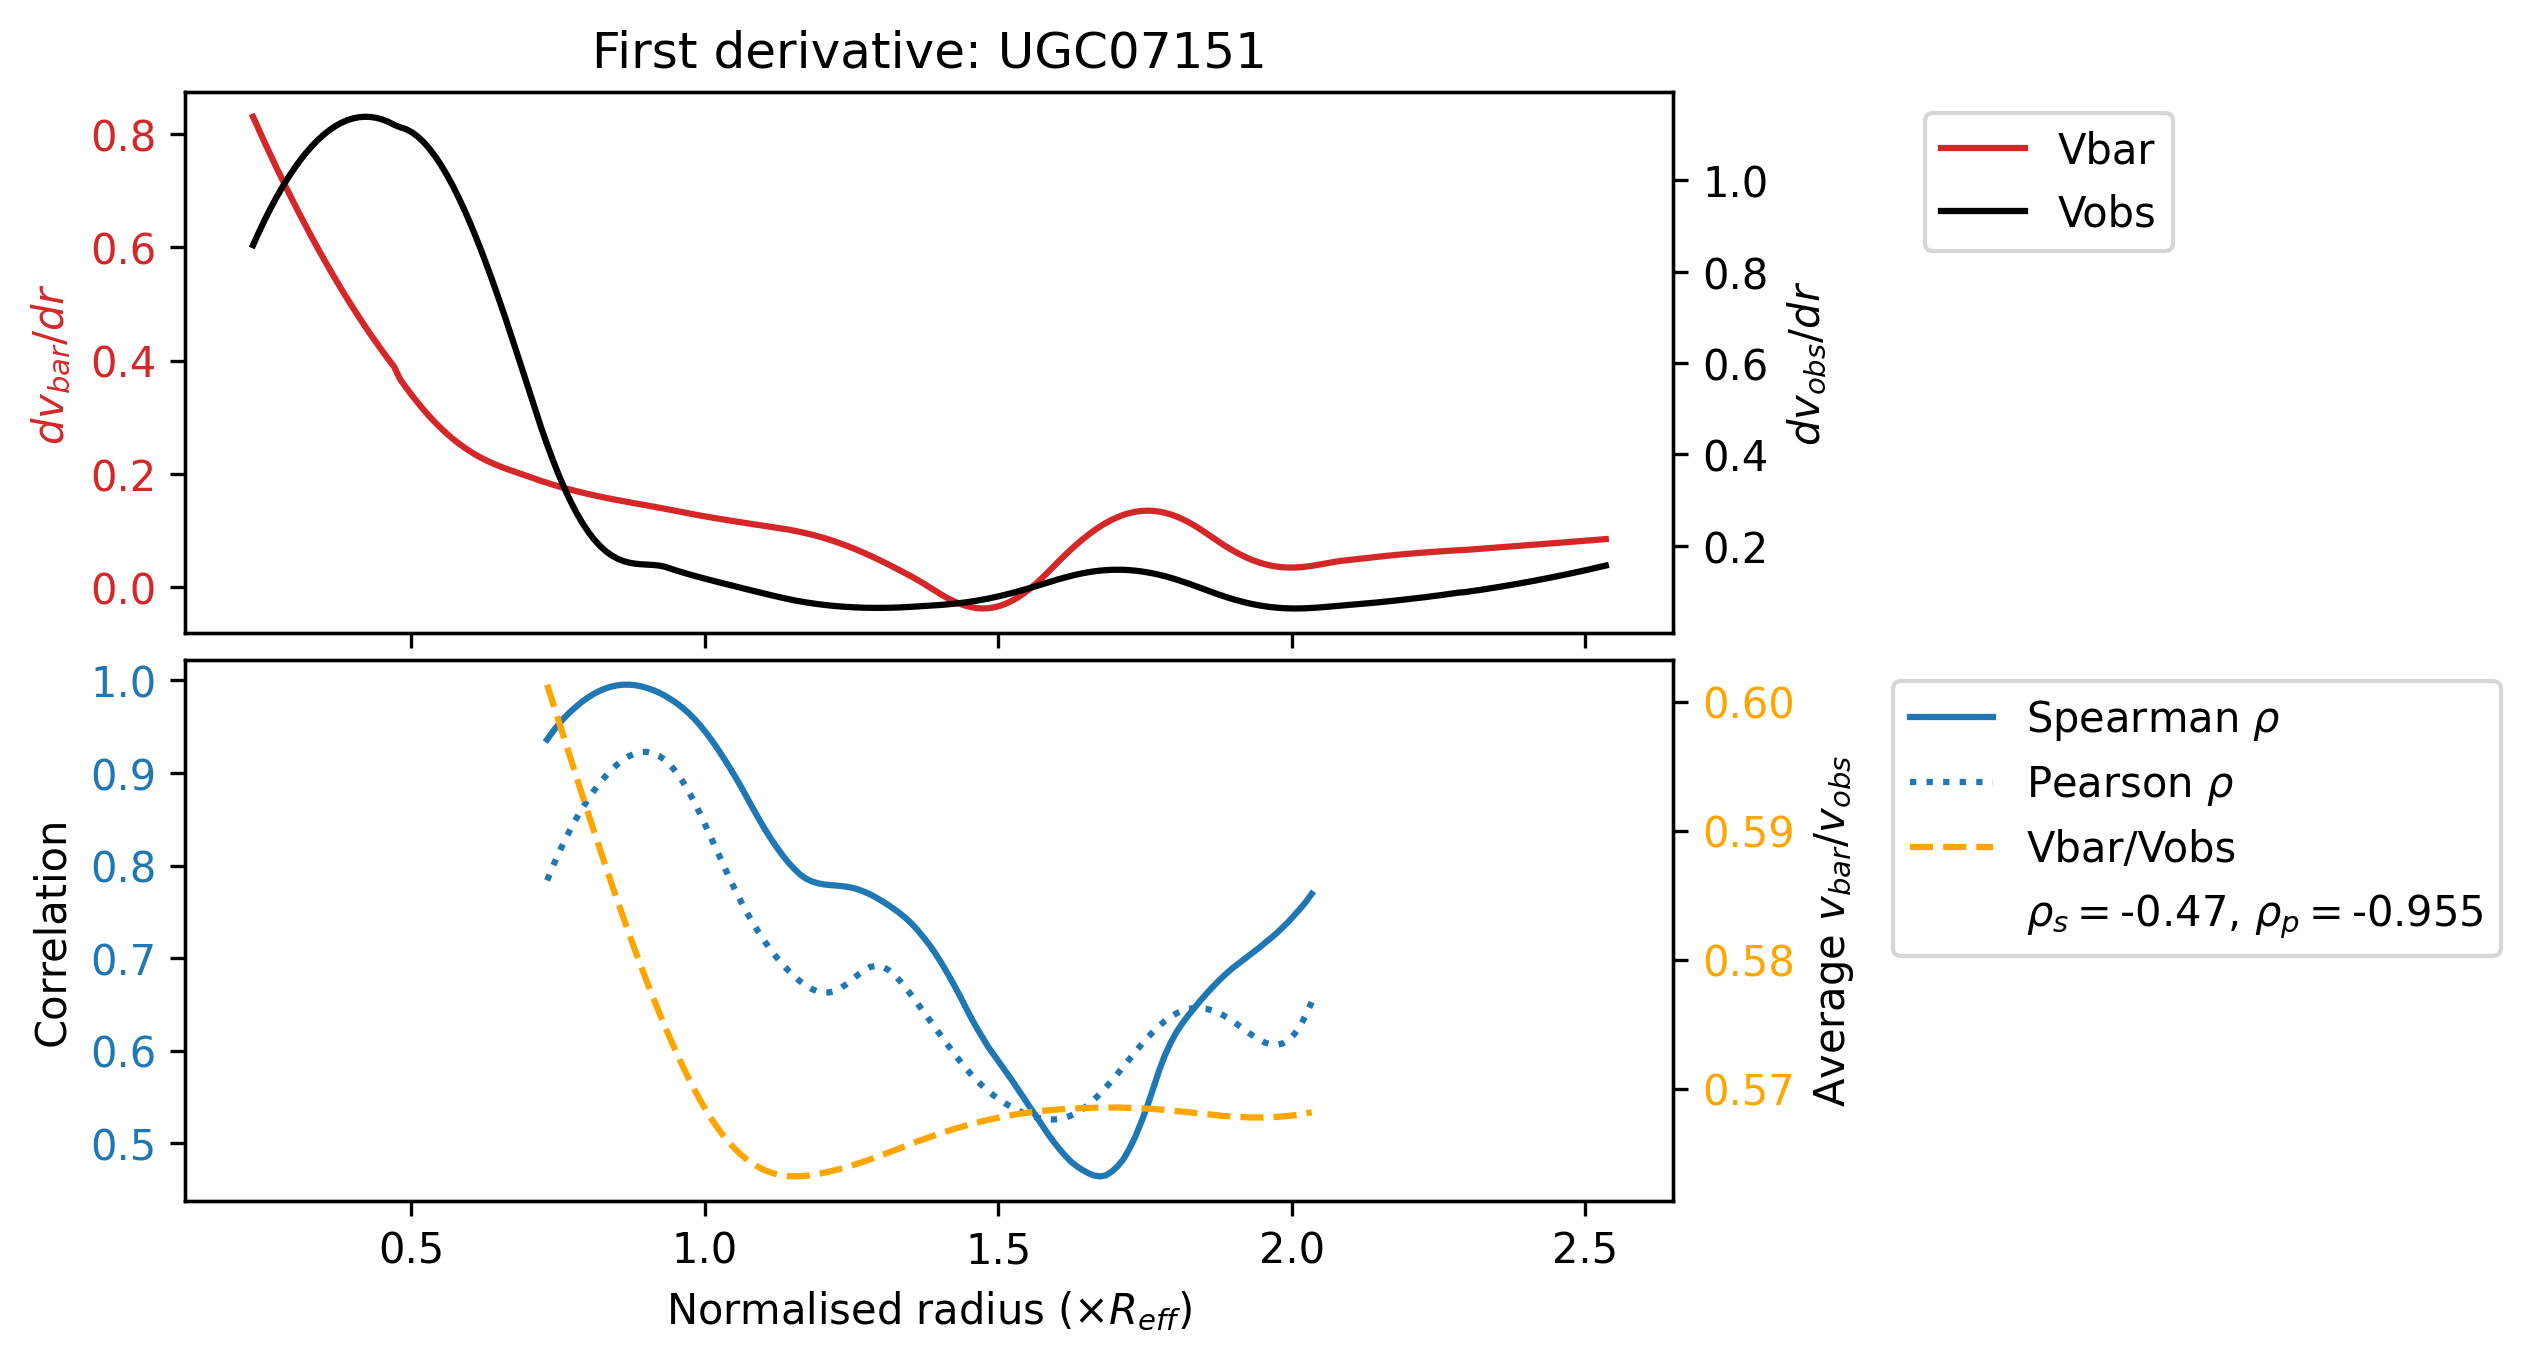 First derivative: UGC07151
0.8
0.6
0.4
0.2
0.0
dv_bar/dr
1.0
0.8
0.6
0.4
0.2
dv_obs/dr
Vbar
Vobs
1.0
0.9
0.8
0.7
0.6
0.5
Correlation
0.60
0.59
0.58
0.57
Average v_bar/v_obs
Spearman ρ
Pearson ρ
Vbar/Vobs
ρ_s = -0.47, ρ_p = -0.955
0.5 1.0 1.5 2.0 2.5
Normalised radius (×R_eff)